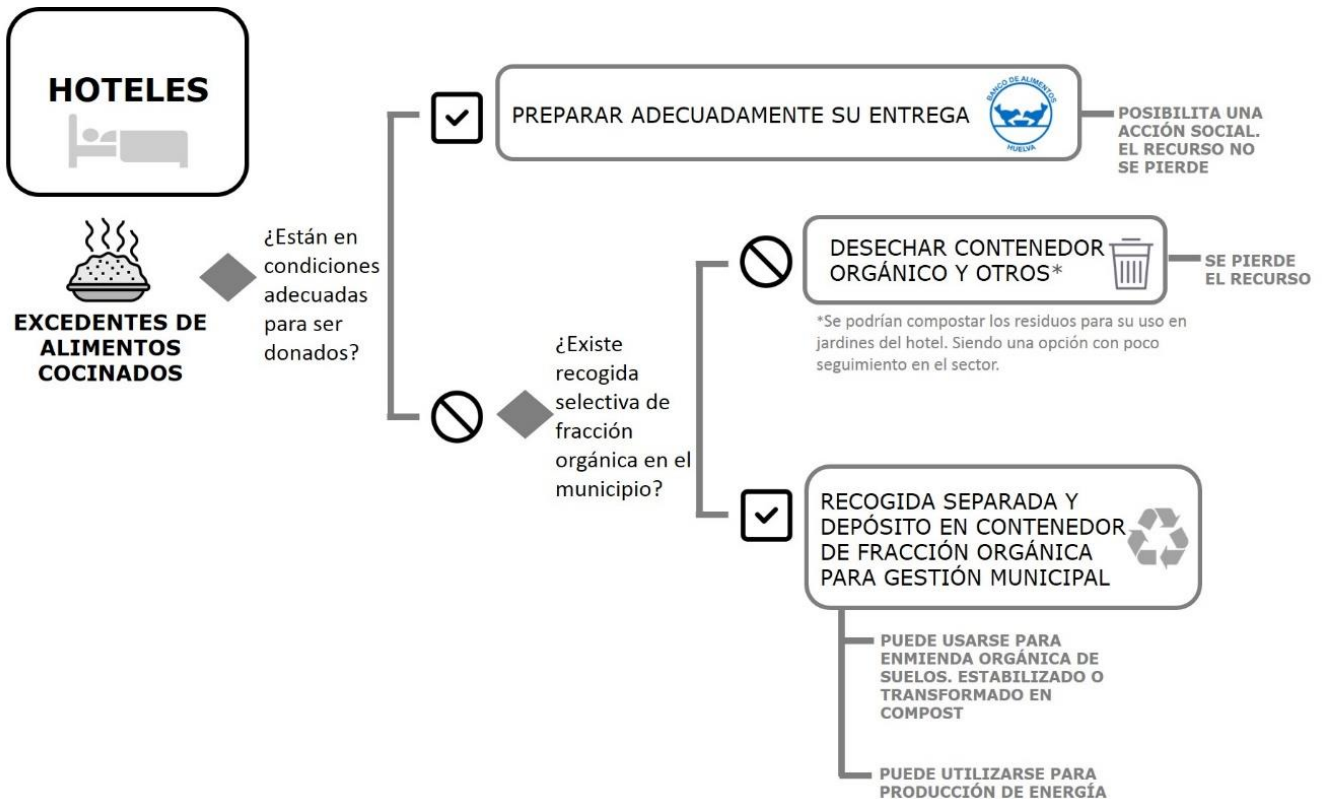 HOTELES
EXCEDENTES DE
ALIMENTOS
COCINADOS
¿Están en
condiciones
adecuadas
para ser
donados?
PREPARAR ADECUADAMENTE SU ENTREGA
BANCO DE ALIMENTOS
HUELVA
POSIBILITA UNA
ACCIÓN SOCIAL.
EL RECURSO NO
SE PIERDE
¿Existe
recogida
selectiva de
fracción
orgánica en el
municipio?
DESECHAR CONTENEDOR
ORGÁNICO Y OTROS*
SE PIERDE
EL RECURSO
*Se podrían compostar los residuos para su uso en
jardines del hotel. Siendo una opción con poco
seguimiento en el sector.
RECOGIDA SEPARADA Y
DEPÓSITO EN CONTENEDOR
DE FRACCIÓN ORGÁNICA
PARA GESTIÓN MUNICIPAL
PUEDE USARSE PARA
ENMIENDA ORGÁNICA DE
SUELOS. ESTABILIZADO O
TRANSFORMADO EN
COMPOST
PUEDE UTILIZARSE PARA
PRODUCCIÓN DE ENERGÍA